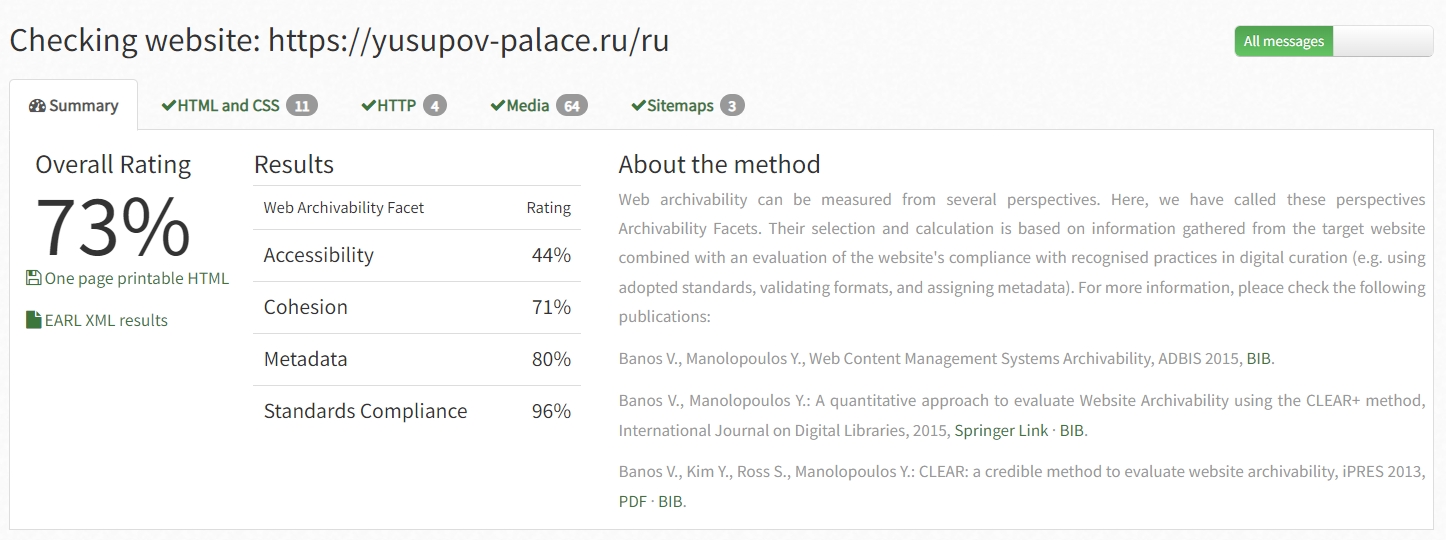 Checking website: https://yusupov-palace.ru/ru
All messages
Summary
HTML and CSS 11
HTTP 4
Media 64
Sitemaps 3
Overall Rating
73%
One page printable HTML
EARL XML results
Results
Web Archivability Facet Rating
Accessibility 44%
Cohesion 71%
Metadata 80%
Standards Compliance 96%
About the method
Web archivability can be measured from several perspectives. Here, we have called these perspectives
Archivability Facets. Their selection and calculation is based on information gathered from the target website
combined with an evaluation of the website's compliance with recognised practices in digital curation (e.g. using
adopted standards, validating formats, and assigning metadata). For more information, pleace check the following
publications:
Banos V., Manolopoulos Y., Web Content Management Systems Archivability, ADBIS 2015, BIB.
Banos V., Manolopoulos Y.: A quantitative approach to evaluate Website Archivability using the CLEAR+ method,
International Journal on Digital Libraries, 2015, Springer Link · BIB.
Banos V., Kim Y., Ross S., Manolopoulos Y.: CLEAR: a credible method to evaluate website archivability, iPRES 2013,
PDF · BIB.